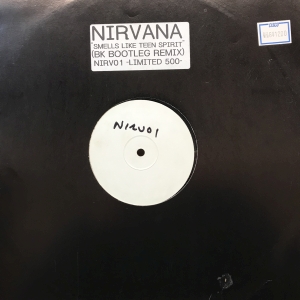 NIRVANA
"SMELLS LIKE TEEN SPIRIT"
(BK BOOTLEG REMIX)
NIRV01 -LIMITED 500-
NIRV01